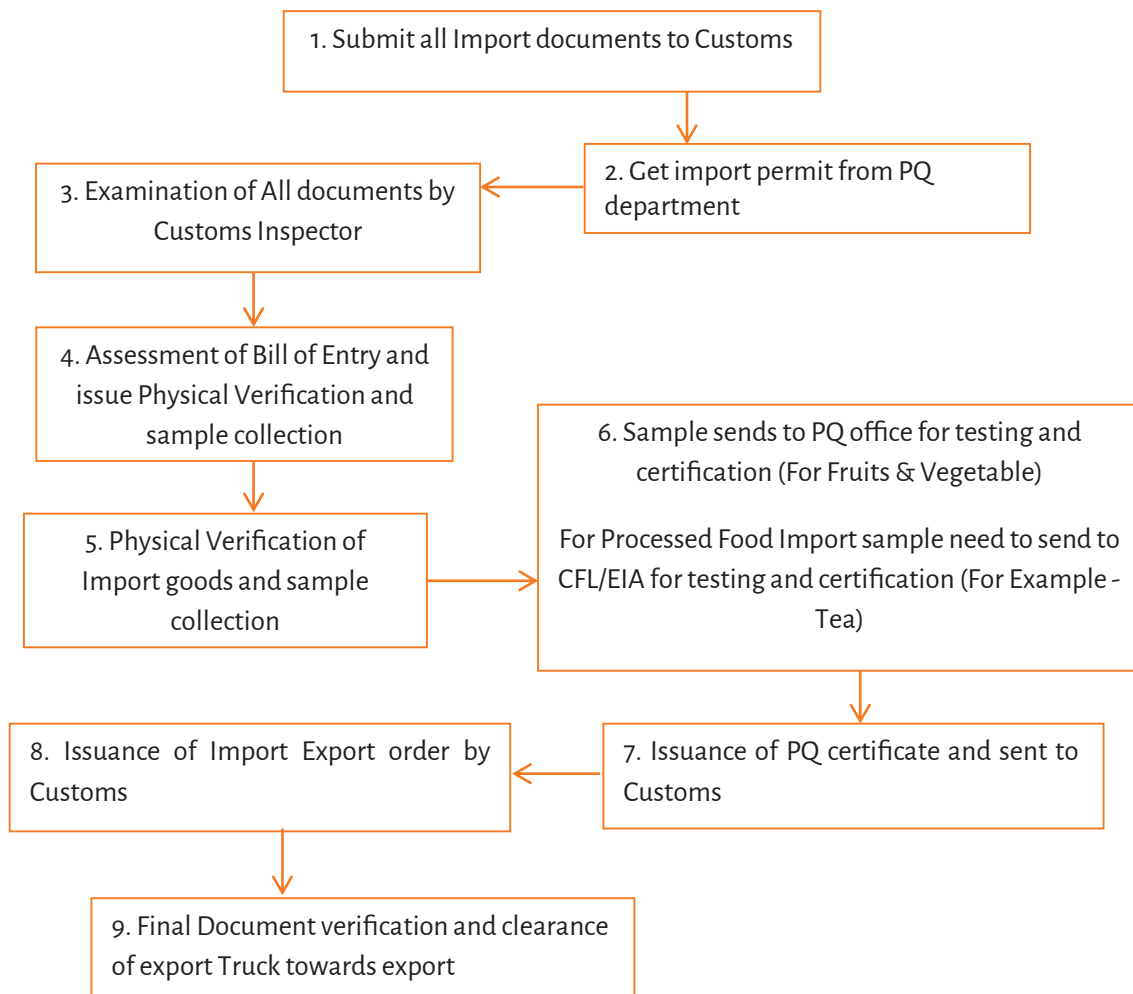 1. Submit all Import documents to Customs
2. Get import permit from PQ
department
3. Examination of All documents by
Customs Inspector
4. Assessment of Bill of Entry and
issue Physical Verification and
sample collection
5. Physical Verification of
Import goods and sample
collection
6. Sample sends to PQ office for testing and
certification (For Fruits & Vegetable)
For Processed Food Import sample need to send to
CFL/EIA for testing and certification (For Example -
Tea)
7. Issuance of PQ certificate and sent to
Customs
8. Issuance of Import Export order by
Customs
9. Final Document verification and clearance
of export Truck towards export